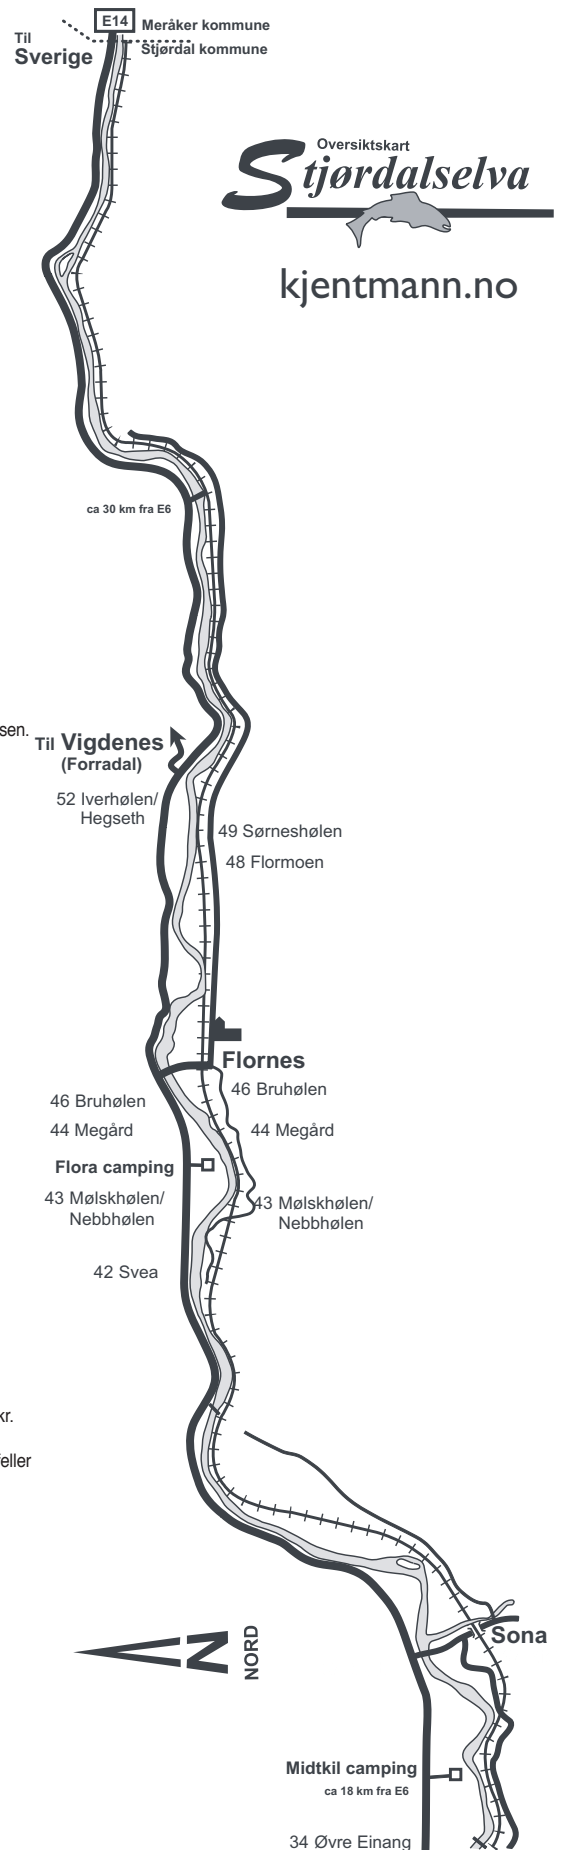 E14
Meråker kommune
Stjørdal kommune
Til
Sverige
Oversiktskart
Stjørdalselva
kjentmann.no
ca 30 km fra E6
sen.
Til Vigdenes
(Forradal)
52 Iverhølen/
Hegseth
49 Sørneshølen
48 Flormoen
Flornes
46 Bruhølen
46 Bruhølen
44 Megård
44 Megård
Flora camping
43 Mølskhølen/
Nebbhølen
43 Mølskhølen/
Nebbhølen
42 Svea
kr.
feller
N
NORD
Sona
Midtkil camping
ca 18 km fra E6
34 Øvre Einang